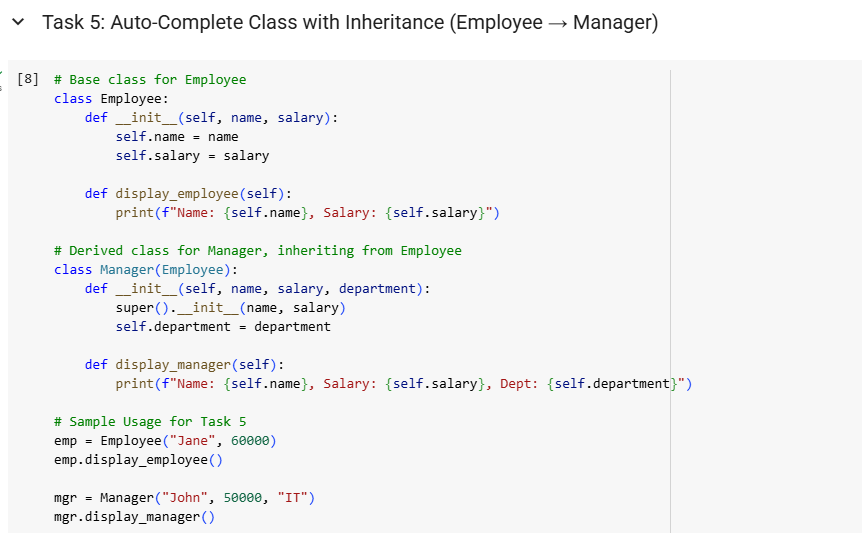 Task 5: Auto-Complete Class with Inheritance (Employee → Manager)
[8] # Base class for Employee
class Employee:
    def __init__(self, name, salary):
        self.name = name
        self.salary = salary

    def display_employee(self):
        print(f"Name: {self.name}, Salary: {self.salary}")

# Derived class for Manager, inheriting from Employee
class Manager(Employee):
    def __init__(self, name, salary, department):
        super().__init__(name, salary)
        self.department = department

    def display_manager(self):
        print(f"Name: {self.name}, Salary: {self.salary}, Dept: {self.department}")

# Sample Usage for Task 5
emp = Employee("Jane", 60000)
emp.display_employee()

mgr = Manager("John", 50000, "IT")
mgr.display_manager()